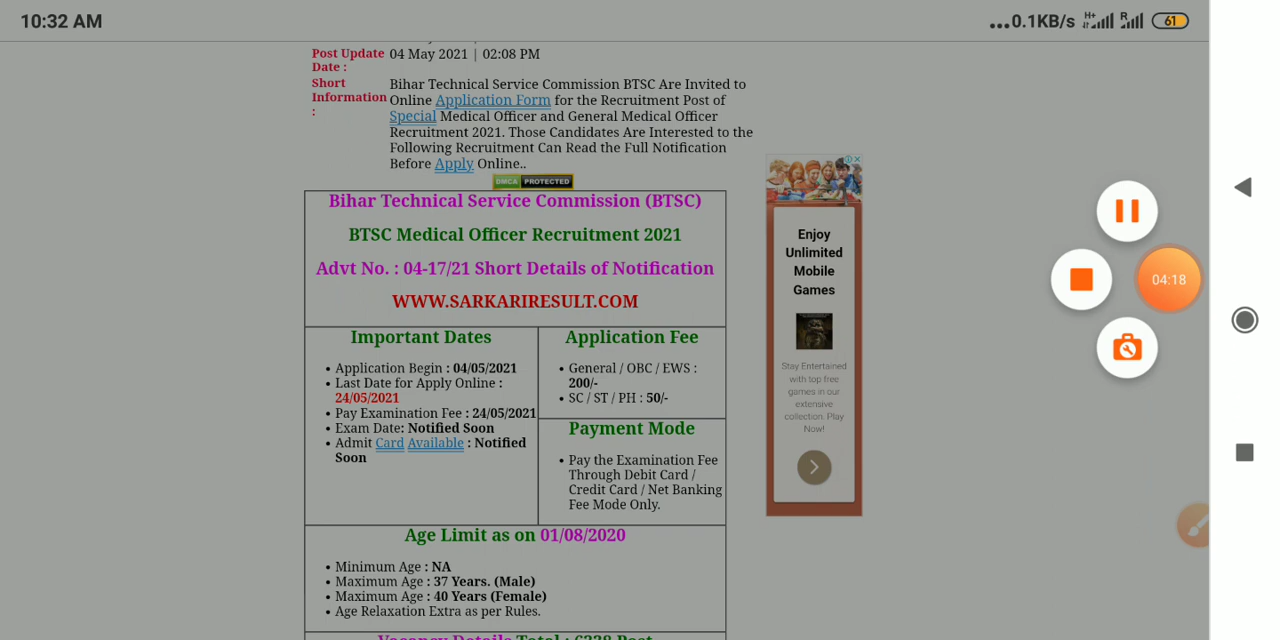 10:32 AM
...0.1KB/s H+ R 61
Post Update Date : 04 May 2021 | 02:08 PM
Short Information : Bihar Technical Service Commission BTSC Are Invited to
Online Application Form for the Recruitment Post of
Special Medical Officer and General Medical Officer
Recruitment 2021. Those Candidates Are Interested to the
Following Recruitment Can Read the Full Notification
Before Apply Online..
DMCA PROTECTED
Bihar Technical Service Commission (BTSC)
BTSC Medical Officer Recruitment 2021
Advt No. : 04-17/21 Short Details of Notification
WWW.SARKARIRESULT.COM
Important Dates
• Application Begin : 04/05/2021
• Last Date for Apply Online :
24/05/2021
• Pay Examination Fee : 24/05/2021
• Exam Date: Notified Soon
• Admit Card Available : Notified
Soon
Application Fee
• General / OBC / EWS :
200/-
• SC / ST / PH : 50/-
Payment Mode
• Pay the Examination Fee
Through Debit Card /
Credit Card / Net Banking
Fee Mode Only.
Age Limit as on 01/08/2020
• Minimum Age : NA
• Maximum Age : 37 Years. (Male)
• Maximum Age : 40 Years (Female)
• Age Relaxation Extra as per Rules.
Vacancy Details Total : 6338 Post
Enjoy
Unlimited
Mobile
Games
Stay Entertained
with top free
games in our
extensive
collection. Play
Now!
04:18